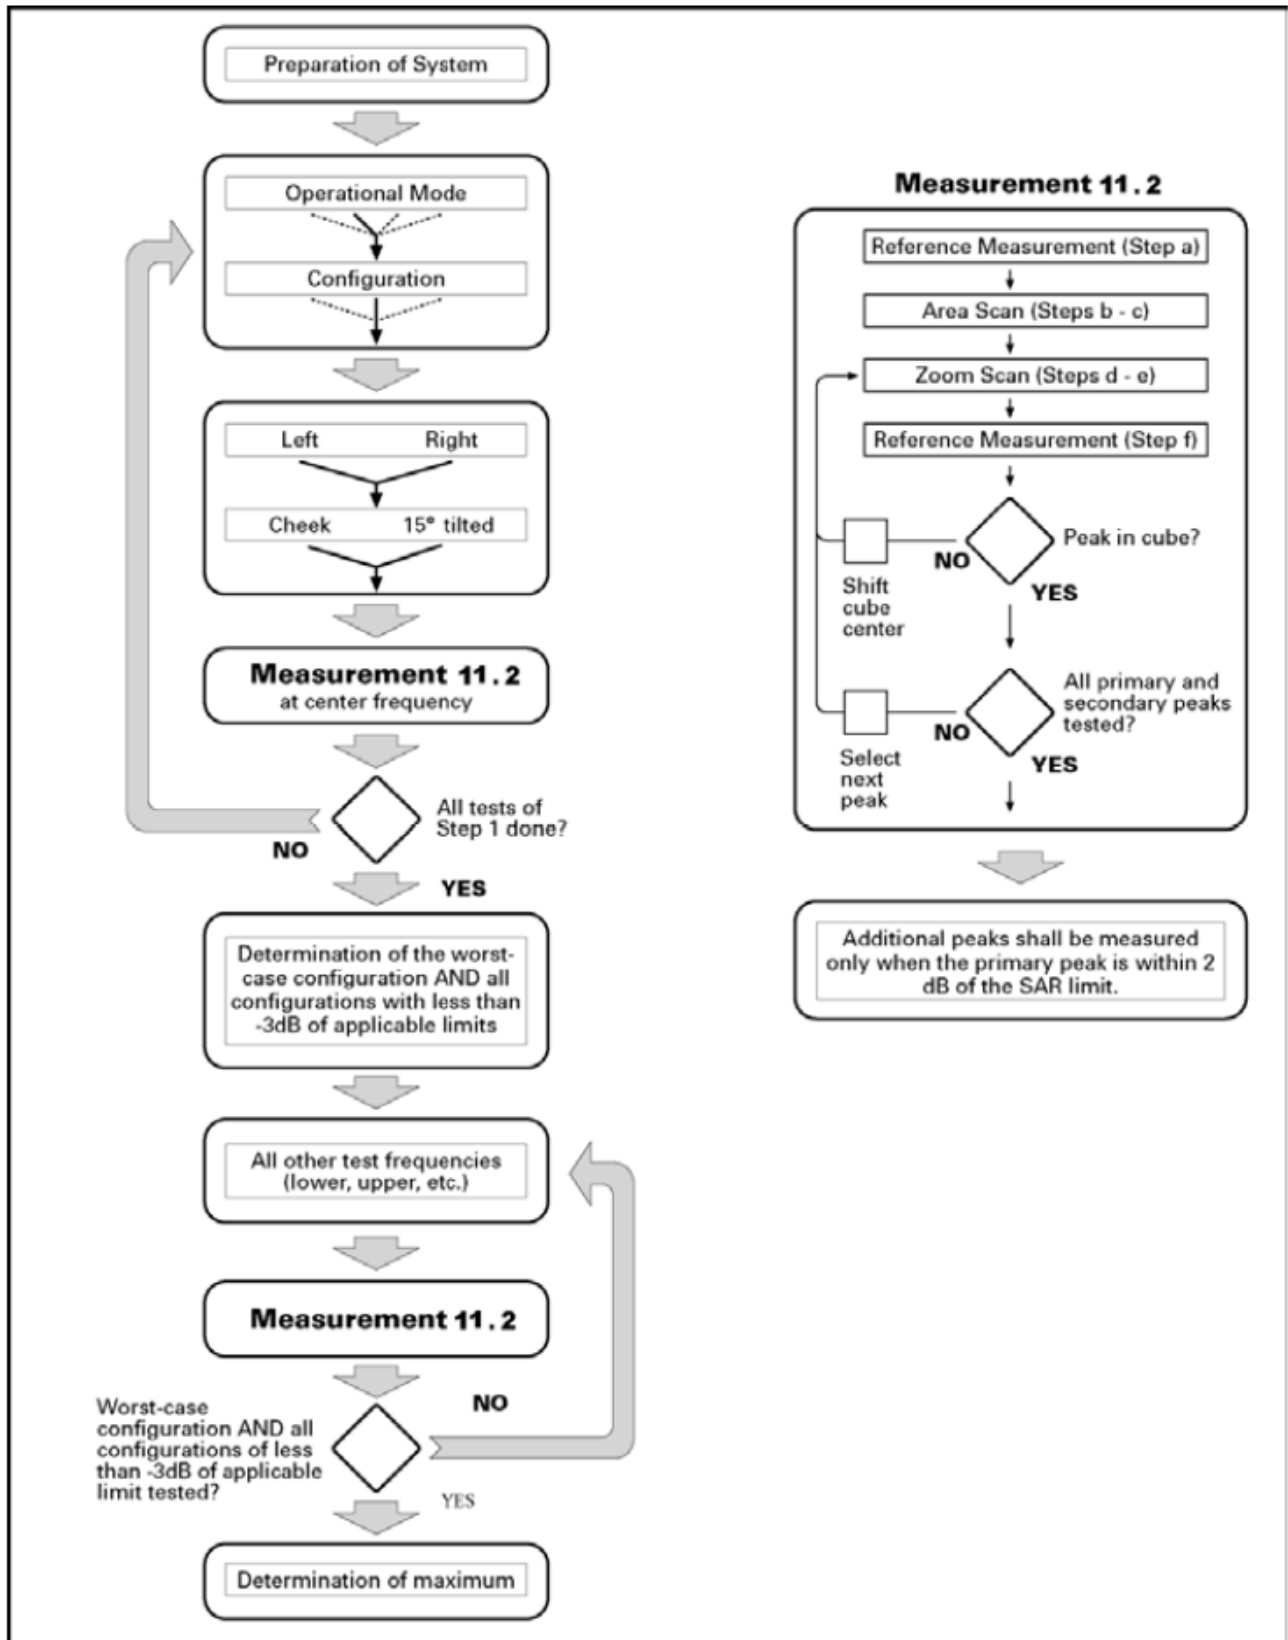 Preparation of System
Operational Mode
Configuration
Left Right
Cheek 15° tilted
Measurement 11.2
at center frequency
All tests of
Step 1 done?
NO
YES
Determination of the worst-
case configuration AND all
configurations with less than
-3dB of applicable limits
All other test frequencies
(lower, upper, etc.)
Measurement 11.2
Worst-case
configuration AND all
configurations of less
than -3dB of applicable
limit tested?
NO
YES
Determination of maximum
Measurement 11.2
Reference Measurement (Step a)
Area Scan (Steps b - c)
Zoom Scan (Steps d - e)
Reference Measurement (Step f)
Peak in cube?
NO
Shift
cube
center
YES
All primary and
secondary peaks
tested?
NO
Select
next
peak
YES
Additional peaks shall be measured
only when the primary peak is within 2
dB of the SAR limit.